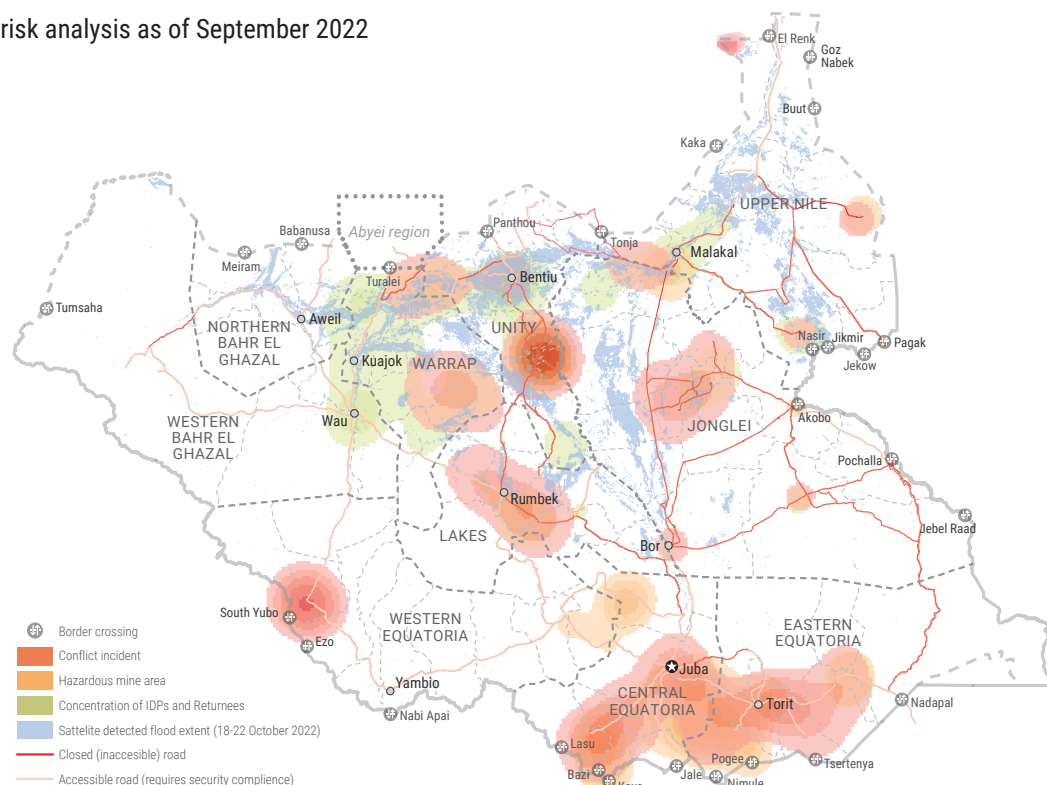 risk analysis as of September 2022
El Renk
Goz
Nabek
Buut
Kaka
UPPER NILE
Babanusa
Abyei region
Panthou
Tonja
Malakal
Meiram
Turalei
Bentiu
Tumsaha
Aweil
NORTHERN
BAHR EL
GHAZAL
UNITY
Nasir
Jikmir
Pagak
Jekow
Kuajok
WARRAP
Wau
WESTERN
BAHR EL
GHAZAL
JONGLEI
Akobo
Pochalla
Rumbek
LAKES
Jebel Raad
Bor
South Yubo
Ezo
WESTERN
EQUATORIA
EASTERN
EQUATORIA
Juba
Yambio
Nabi Apai
CENTRAL
EQUATORIA
Torit
Nadapal
Lasu
Bazi
Jale
Pogee
Nimule
Tsertenya
Border crossing
Conflict incident
Hazardous mine area
Concentration of IDPs and Returnees
Sattelite detected flood extent (18-22 October 2022)
Closed (inaccesible) road
Accessible road (requires security complience)